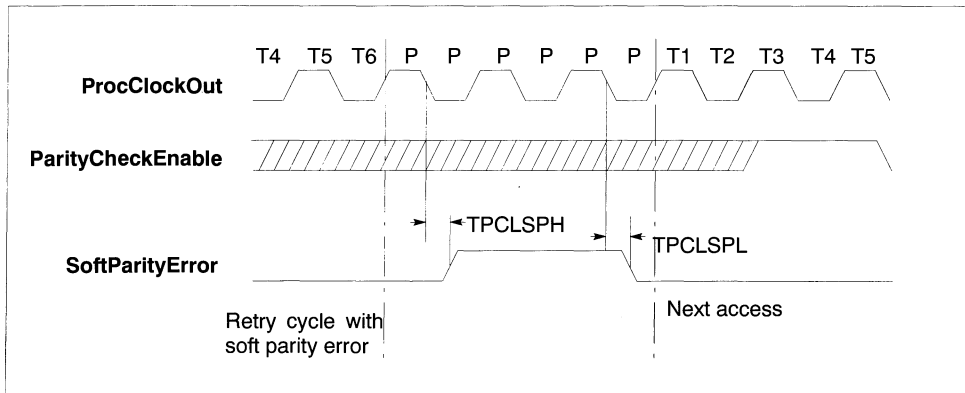 T4 T5 T6 P P P P P P T1 T2 T3 T4 T5
ProcClockOut
ParityCheckEnable
TPCLSPH
TPCLSPL
SoftParityError
Retry cycle with
soft parity error
Next access